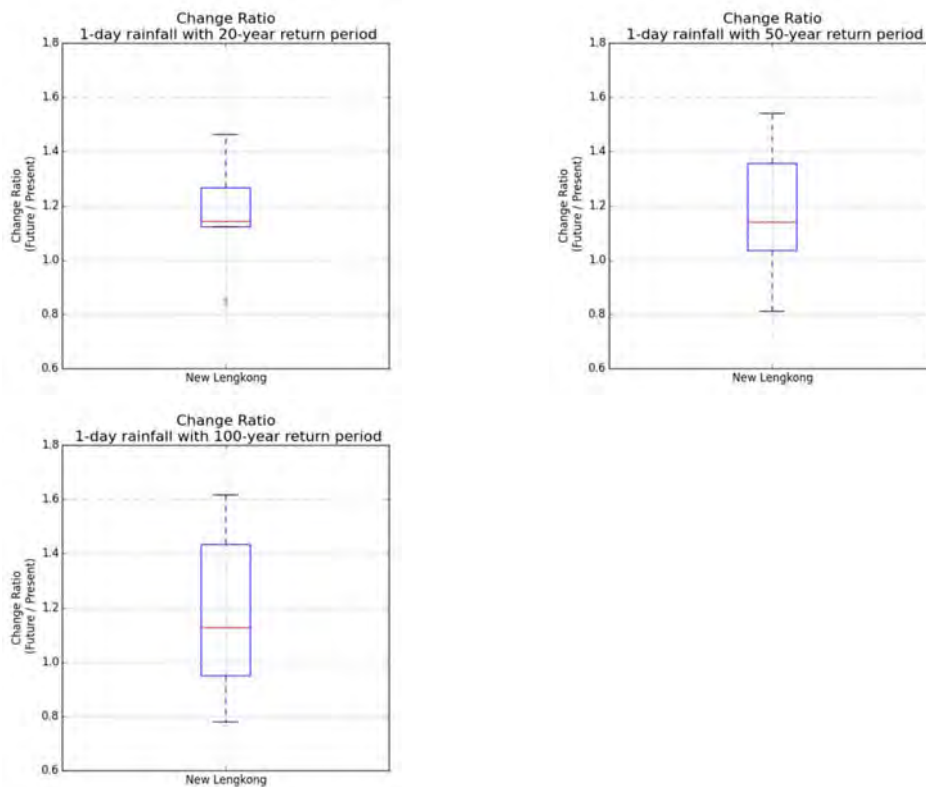 Change Ratio
1-day rainfall with 20-year return period
1.8
1.6
1.4
1.2
1.0
0.8
0.6
Change Ratio
(Future / Present)
New Lengkong
Change Ratio
1-day rainfall with 50-year return period
1.8
1.6
1.4
1.2
1.0
0.8
0.6
Change Ratio
(Future / Present)
New Lengkong
Change Ratio
1-day rainfall with 100-year return period
1.8
1.6
1.4
1.2
1.0
0.8
0.6
Change Ratio
(Future / Present)
New Lengkong